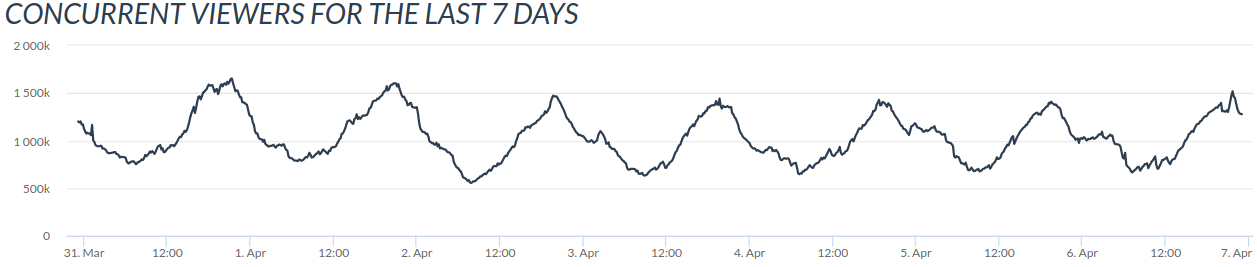 CONCURRENT VIEWERS FOR THE LAST 7 DAYS
2 000k
1 500k
1 000k
500k
0
31. Mar 12:00 1. Apr 12:00 2. Apr 12:00 3. Apr 12:00 4. Apr 12:00 5. Apr 12:00 6. Apr 12:00 7. Apr